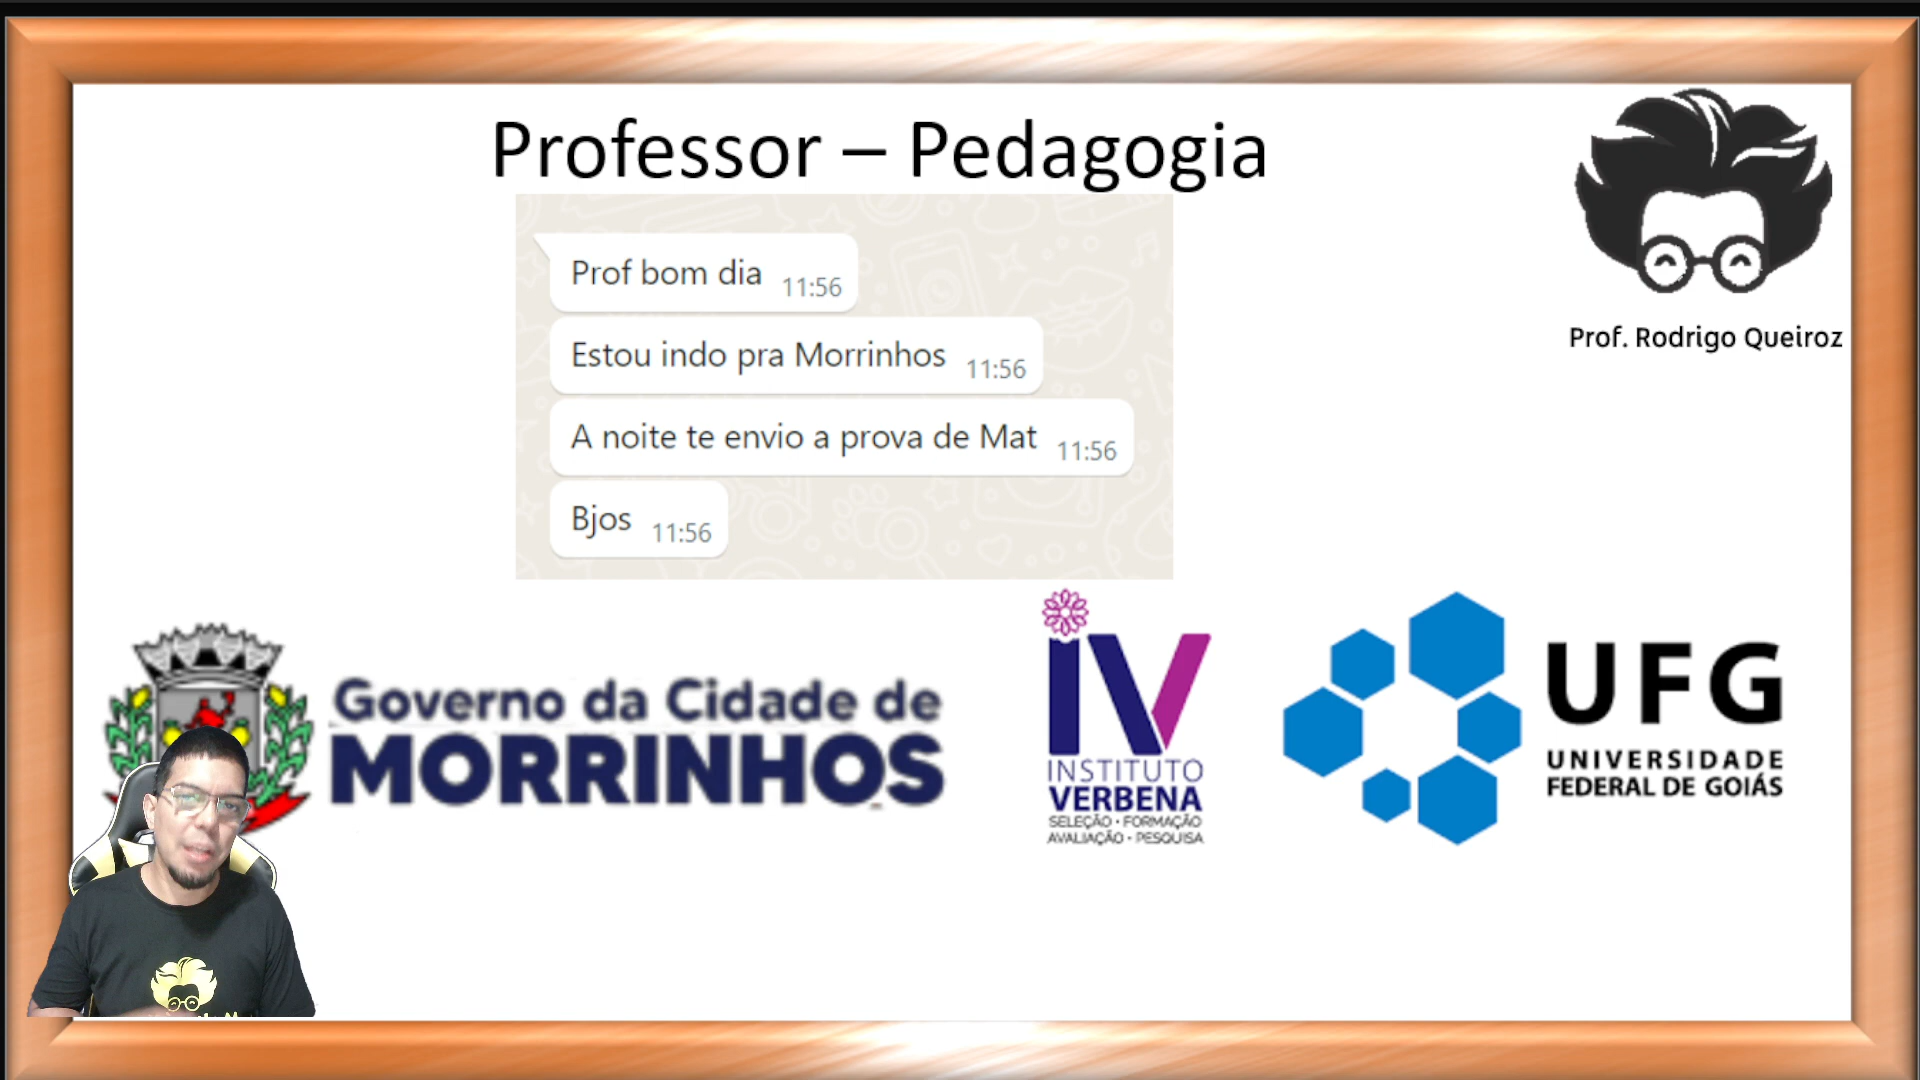 Professor – Pedagogia
Prof bom dia 11:56
Estou indo pra Morrinhos 11:56
A noite te envio a prova de Mat 11:56
Bjos 11:56
Prof. Rodrigo Queiroz
Governo da Cidade de
MORRINHOS
iV
INSTITUTO
VERBENA
SELEÇÃO • FORMAÇÃO
AVALIAÇÃO • PESQUISA
UFG
UNIVERSIDADE
FEDERAL DE GOIÁS